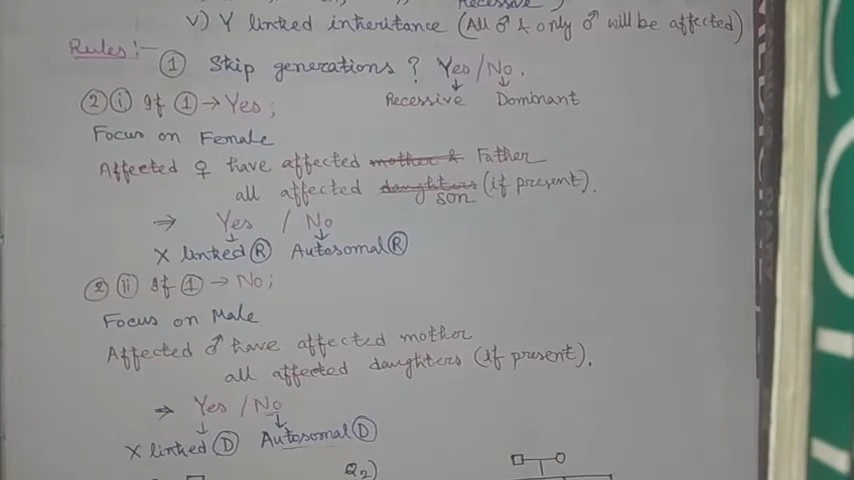 Recessive)
v) Y linked inheritance (All ♂ & only ♂ will be affected)
Rules:-
① Skip generations? Yes/No.
↓ ↓
Recessive Dominant
② ⓘ If ① → Yes;
Focus on Female
Affected ♀ have affected mother & Father
all affected daughters (if present).
son
⇒ Yes / No
↓ ↓
X linked Ⓡ Autosomal Ⓡ
② ⓘⓘ If ① → No;
Focus on Male
Affected ♂ have affected mother
all affected daughters (if present).
⇒ Yes / No
↓ ↓
X linked Ⓓ Autosomal Ⓓ
Q2)
DIARY